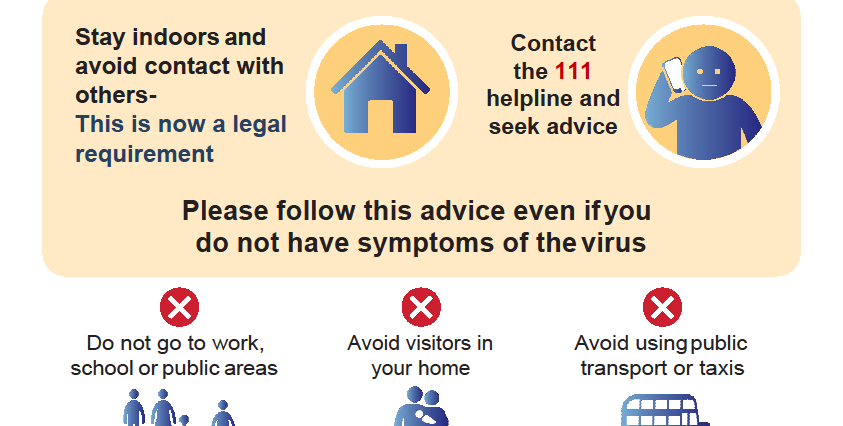 Stay indoors and
avoid contact with
others-
This is now a legal
requirement
Contact
the 111
helpline and
seek advice
Please follow this advice even if you
do not have symptoms of the virus
Do not go to work,
school or public areas
Avoid visitors in
your home
Avoid using public
transport or taxis